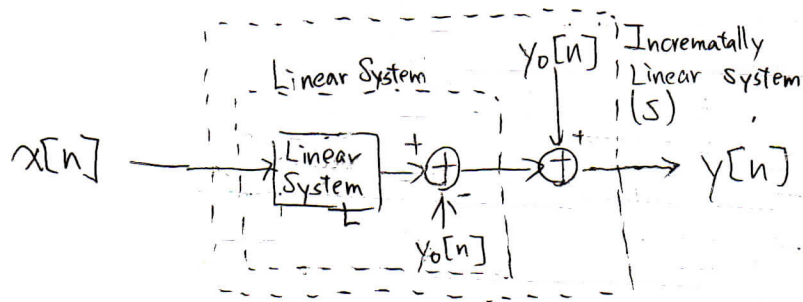 y₀[n]
Incrematally
Linear System
(S)
Linear System
x[n]
Linear
System
L
+
+
-
+
+
y[n]
y₀[n]